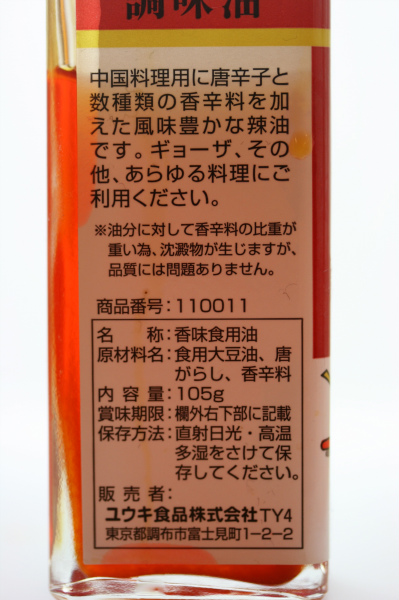 調味油
中国料理用に唐辛子と
数種類の香辛料を加
えた風味豊かな辣油
です。ギョーザ、その
他、あらゆる料理にご
利用ください。
※油分に対して香辛料の比重が
重い為、沈澱物が生じますが、
品質には問題ありません。
商品番号：110011
名　　称：香味食用油
原材料名：食用大豆油、唐
がらし、香辛料
内 容 量：105g
賞味期限：欄外右下部に記載
保存方法：直射日光・高温
多湿をさけて保
存してください。
販 売 者：
ユウキ食品株式会社TY4
東京都調布市富士見町1−2−2